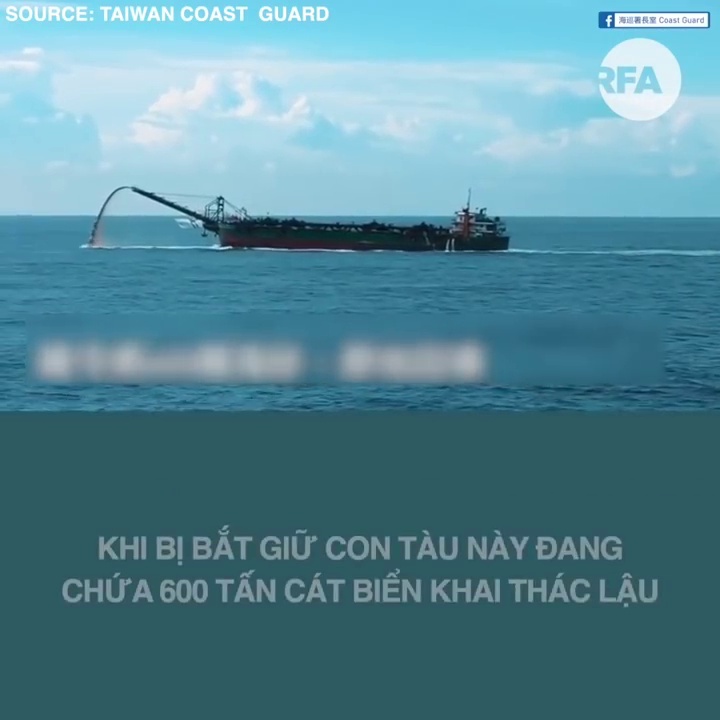 SOURCE: TAIWAN COAST GUARD
海巡署長室 Coast Guard
RFA
KHI BỊ BẮT GIỮ CON TÀU NÀY ĐANG
CHỨA 600 TẤN CÁT BIỂN KHAI THÁC LẬU